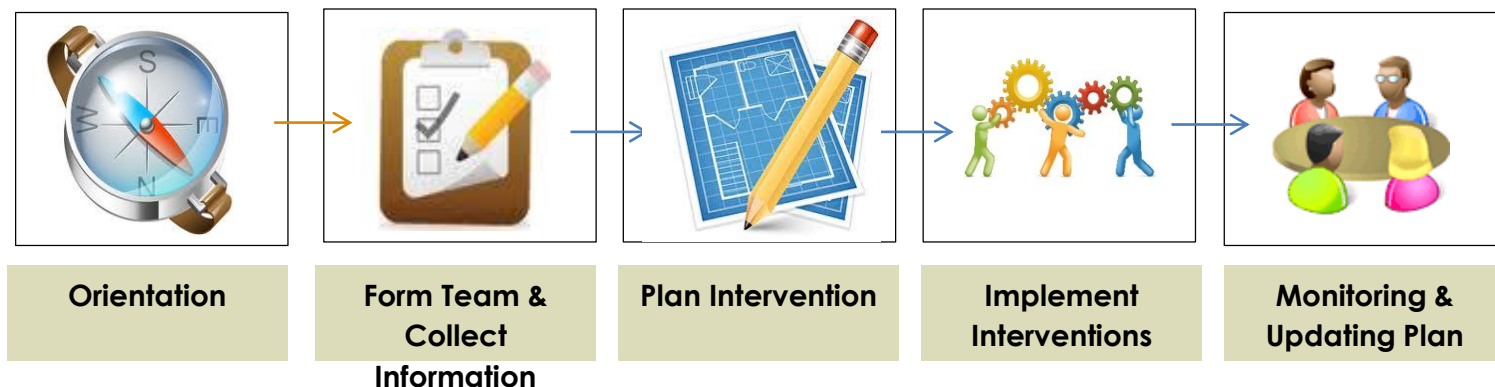 S
W
E
N
Orientation
Form Team &
Collect
Information
Plan Intervention
Implement
Interventions
Monitoring &
Updating Plan